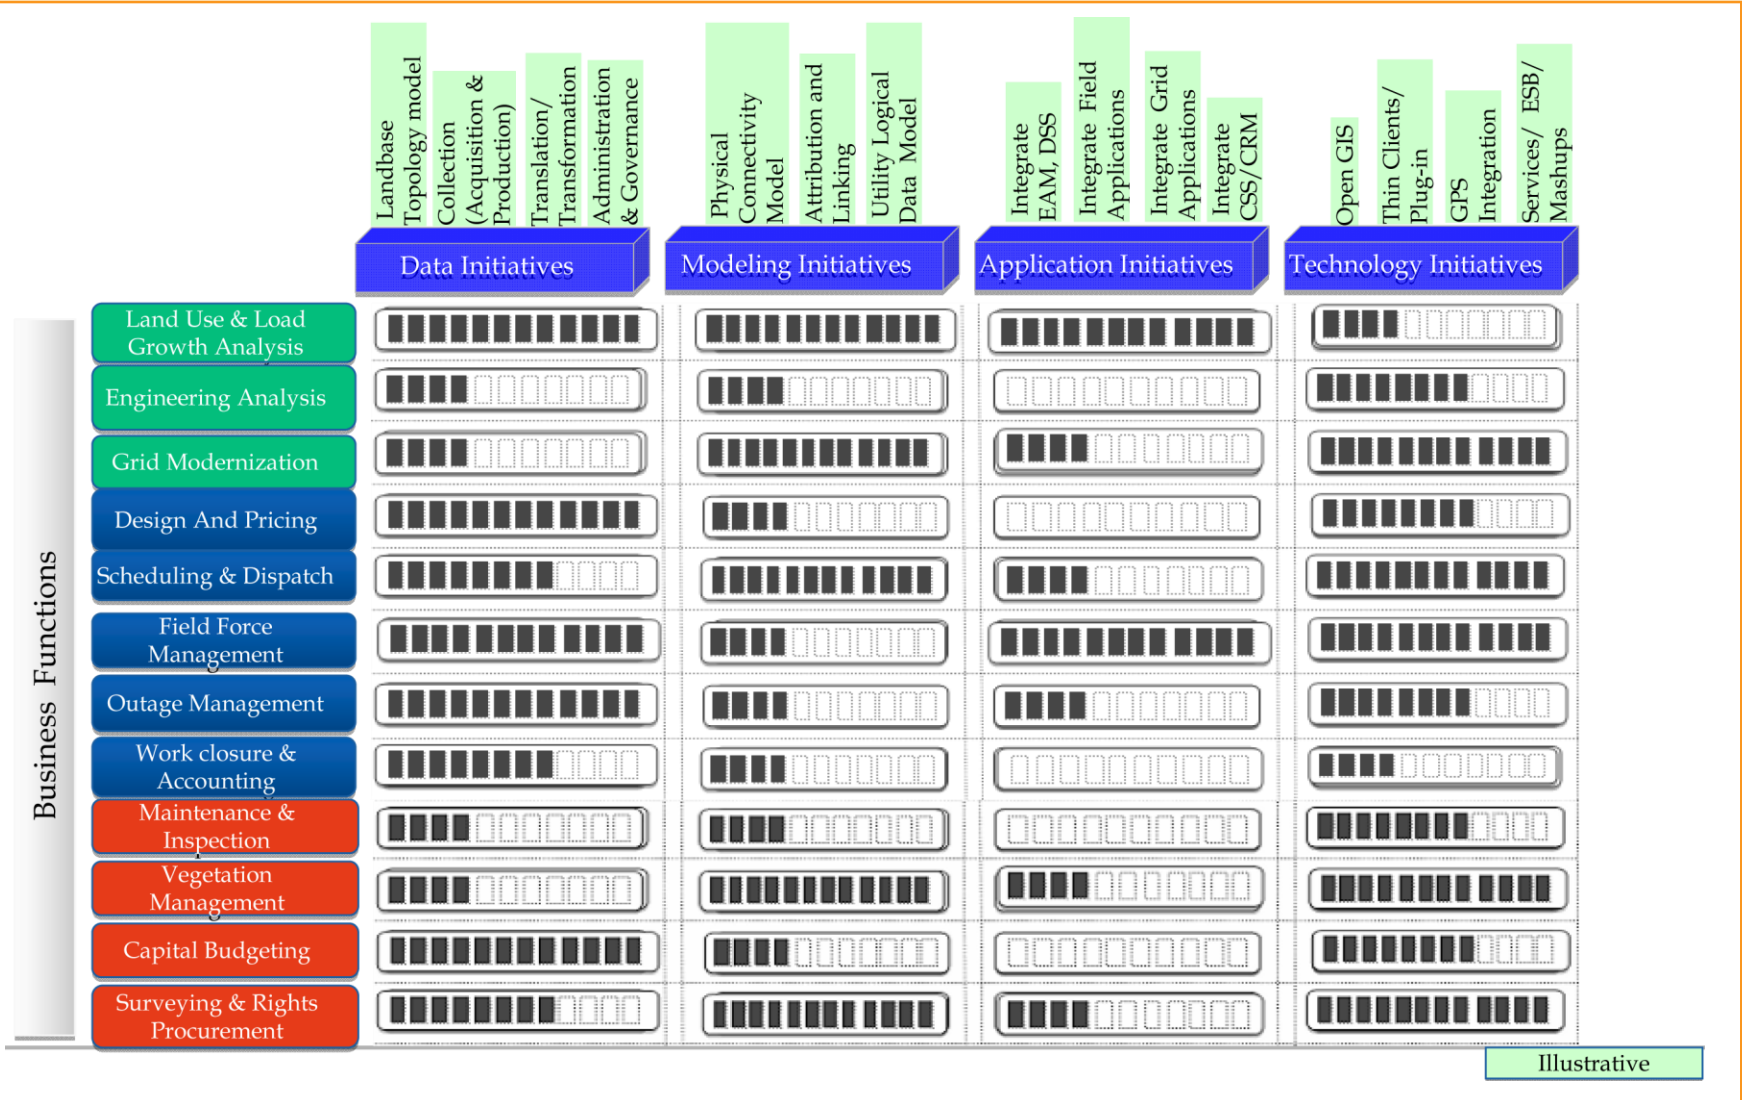 Landbase
Topology model
Collection
(Acquisition &
Production)
Translation/
Transformation
Administration
& Governance
Physical
Connectivity
Model
Attribution and
Linking
Utility Logical
Data Model
Integrate
EAM, DSS
Integrate Field
Applications
Integrate Grid
Applications
Integrate
CSS/CRM
Open GIS
Thin Clients/
Plug-in
GPS
Integration
Services/ ESB/
Mashups
Data Initiatives
Modeling Initiatives
Application Initiatives
Technology Initiatives
Business Functions
Land Use & Load
Growth Analysis
Engineering Analysis
Grid Modernization
Design And Pricing
Scheduling & Dispatch
Field Force
Management
Outage Management
Work closure &
Accounting
Maintenance &
Inspection
Vegetation
Management
Capital Budgeting
Surveying & Rights
Procurement
Illustrative